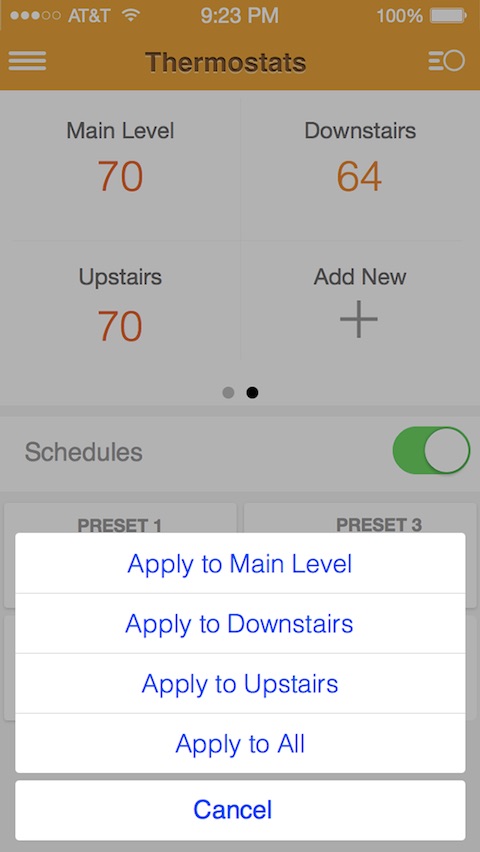 AT&T 9:23 PM 100%
Thermostats
Main Level Downstairs
70 64
Upstairs Add New
70
Schedules
PRESET 1 PRESET 3
Apply to Main Level
Apply to Downstairs
Apply to Upstairs
Apply to All
Cancel